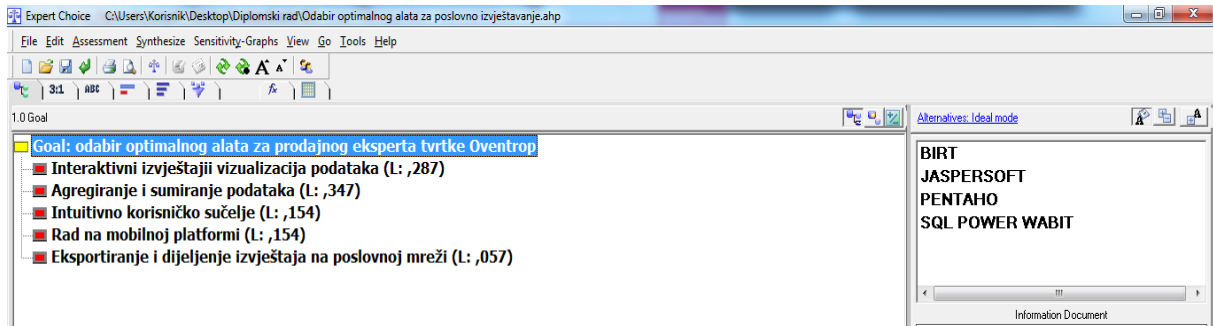 Expert Choice C:\Users\Korisnik\Desktop\Diplomski rad\Odabir optimalnog alata za poslovno izvještavanje.ahp
File Edit Assessment Synthesize Sensitivity-Graphs View Go Tools Help
3:1 ABC fx
1.0 Goal
Alternatives: Ideal mode
Goal: odabir optimalnog alata za prodajnog eksperta tvrtke Oventrop
Interaktivni izvještajii vizualizacija podataka (L: ,287)
Agregiranje i sumiranje podataka (L: ,347)
Intuitivno korisničko sučelje (L: ,154)
Rad na mobilnoj platformi (L: ,154)
Eksportiranje i dijeljenje izvještaja na poslovnoj mreži (L: ,057)
BIRT
JASPERSOFT
PENTAHO
SQL POWER WABIT
Information Document